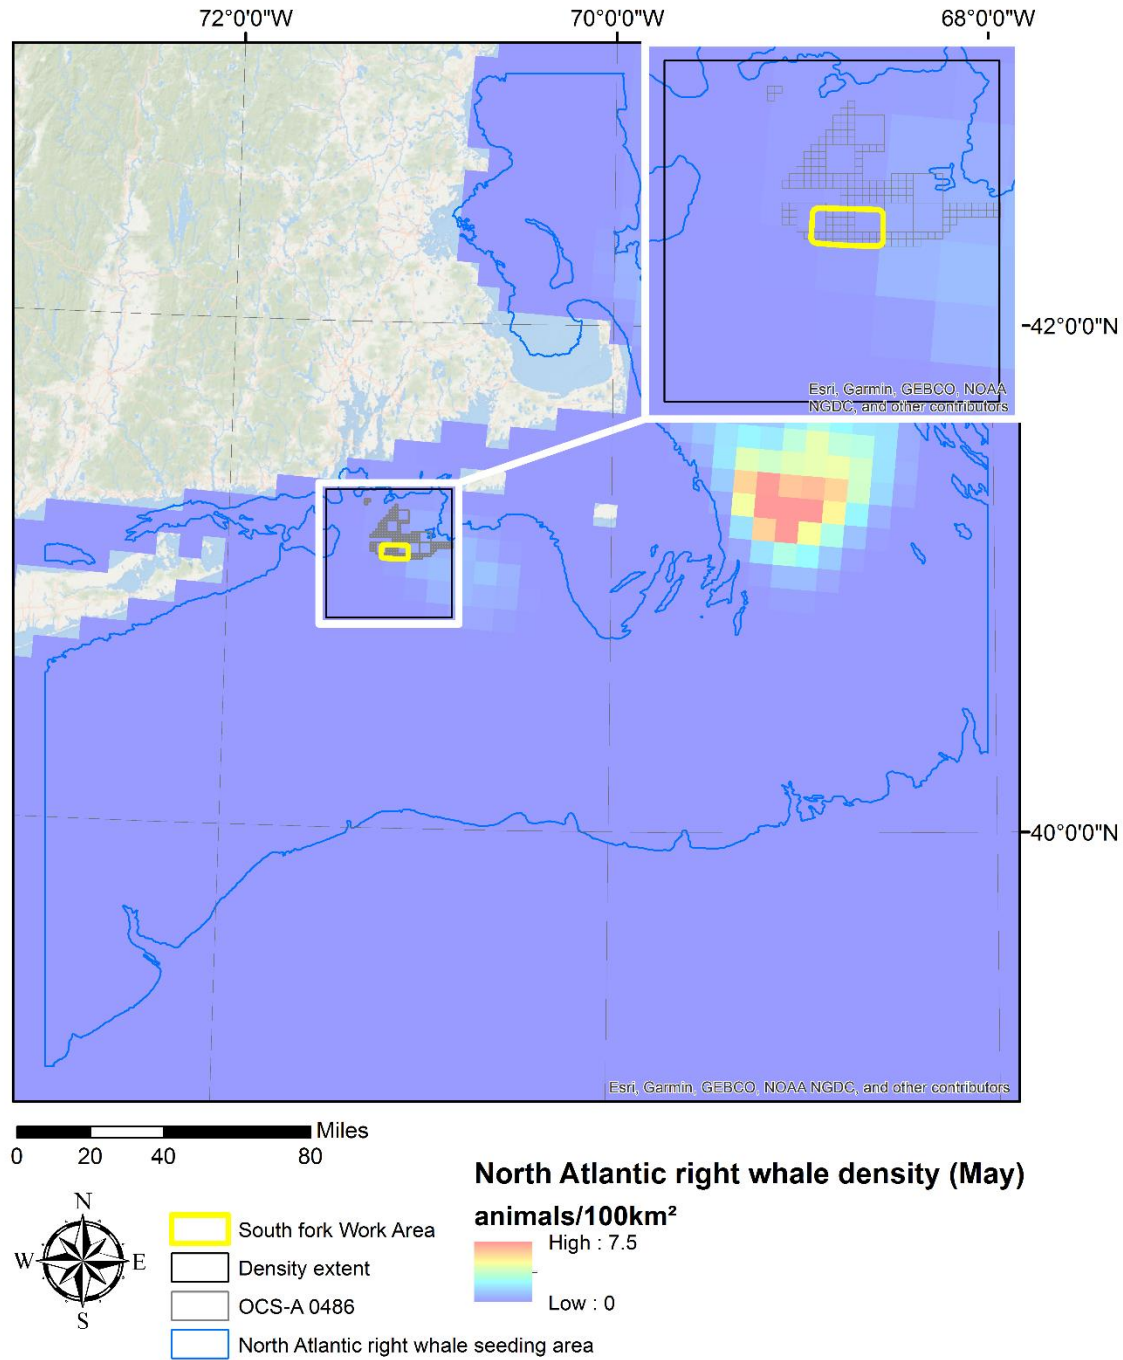 72°0'0"W 70°0'0"W 68°0'0"W
Esri, Garmin, GEBCO, NOAA
NGDC, and other contributors
42°0'0"N
40°0'0"N
Esri, Garmin, GEBCO, NOAA NGDC, and other contributors
Miles
0 20 40 80
North Atlantic right whale density (May)
animals/100km²
High : 7.5
Low : 0
N
W E
S
South fork Work Area
Density extent
OCS-A 0486
North Atlantic right whale seeding area